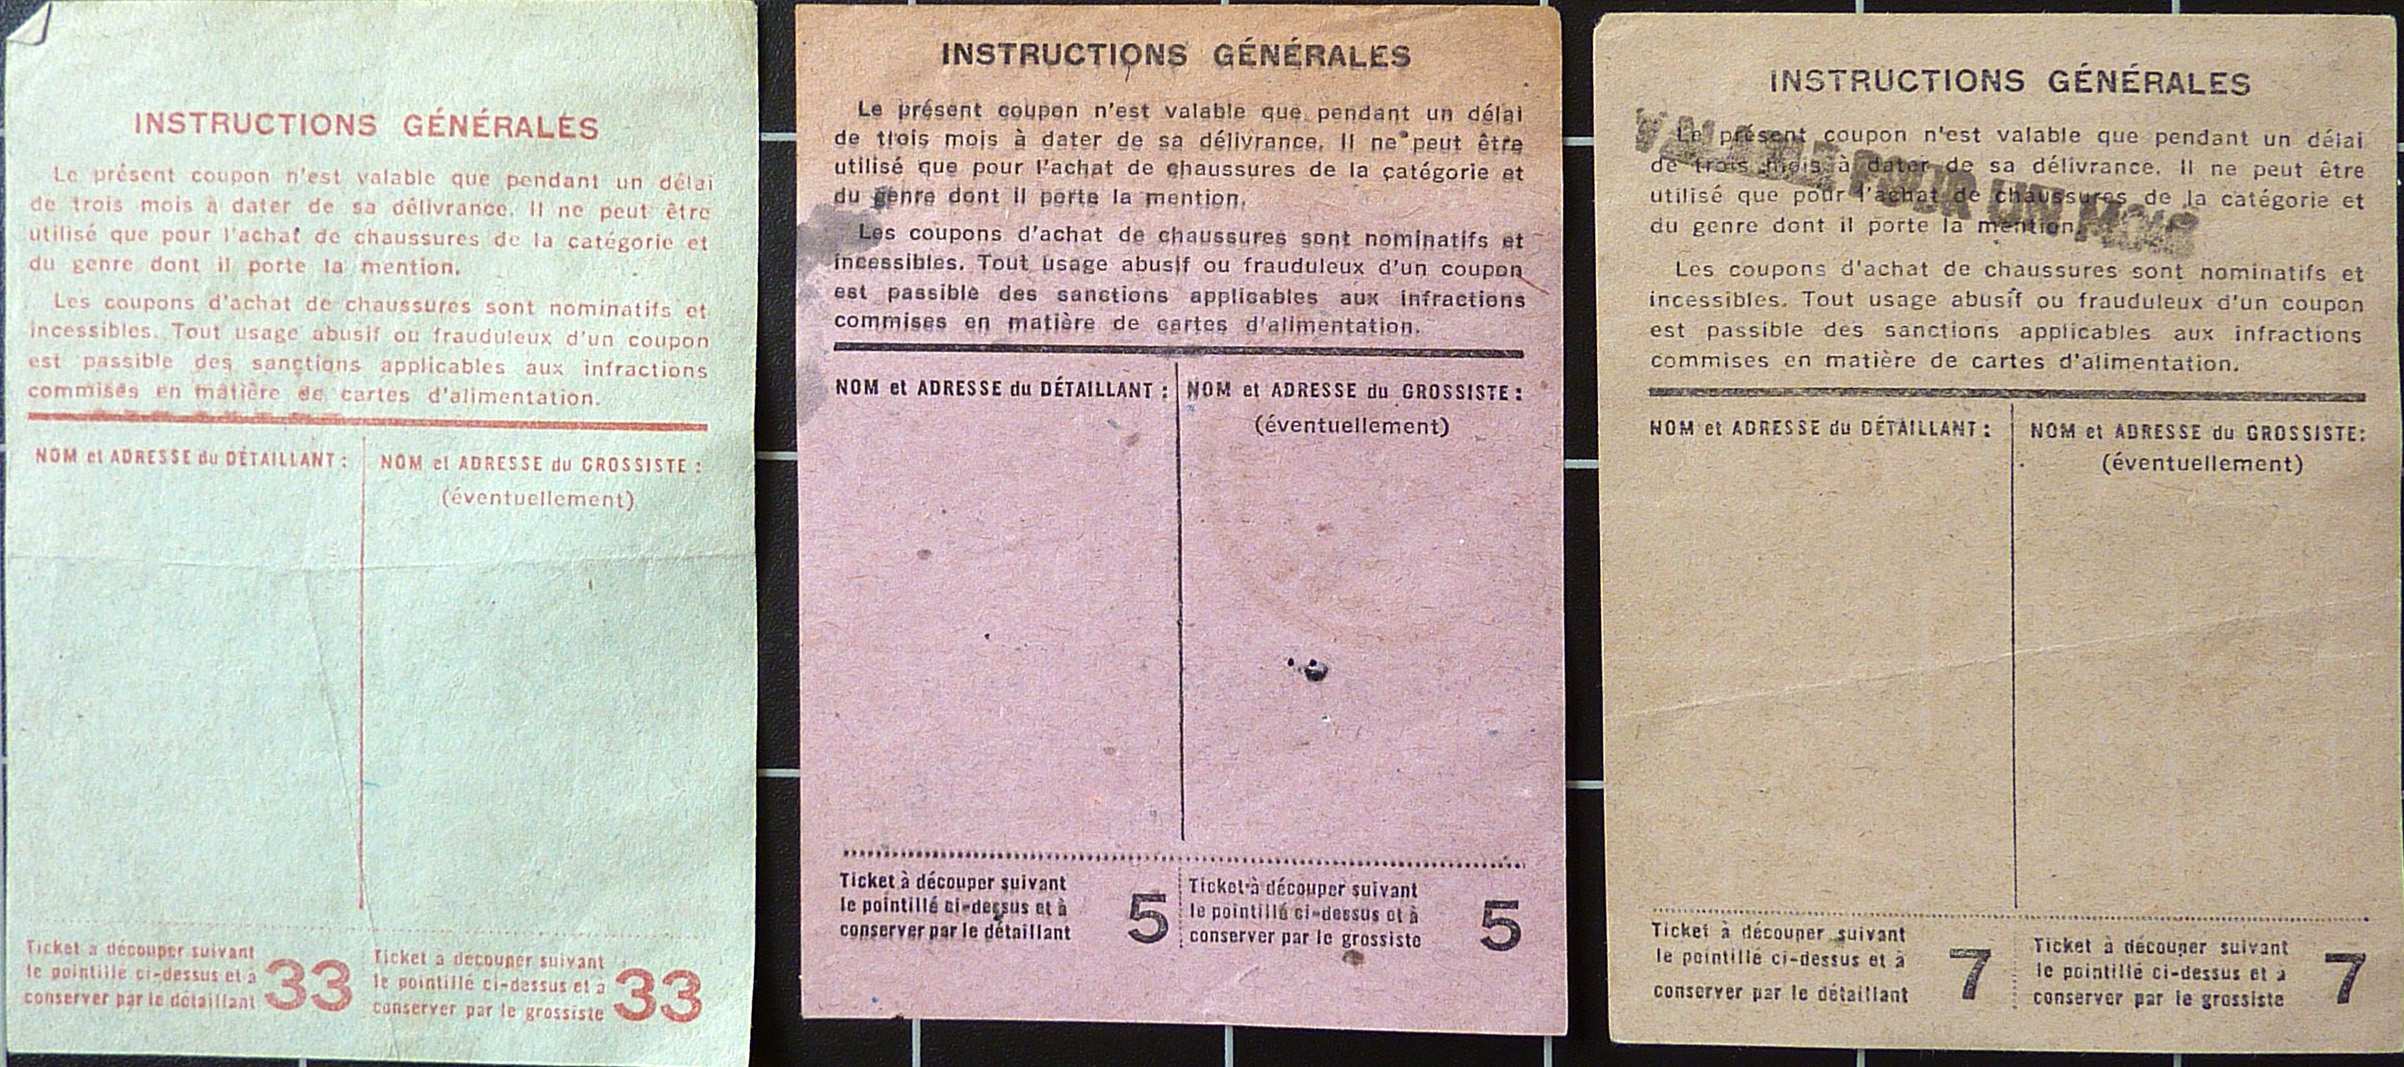 INSTRUCTIONS GÉNÉRALES
Le présent coupon n'est valable que pendant un délai
de trois mois à dater de sa délivrance. Il ne peut être
utilisé que pour l'achat de chaussures de la catégorie et
du genre dont il porte la mention.
Les coupons d'achat de chaussures sont nominatifs et
incessibles. Tout usage abusif ou frauduleux d'un coupon
est passible des sanctions applicables aux infractions
commises en matière de cartes d'alimentation.
NOM et ADRESSE du DÉTAILLANT :
NOM et ADRESSE du GROSSISTE :
(éventuellement)
Ticket à découper suivant
le pointillé ci-dessus et à
conserver par le détaillant
33
Ticket à découper suivant
le pointillé ci-dessus et à
conserver par le grossiste
33
INSTRUCTIONS GÉNÉRALES
Le présent coupon n'est valable que pendant un délai
de trois mois à dater de sa délivrance. Il ne peut être
utilisé que pour l'achat de chaussures de la catégorie et
du genre dont il porte la mention.
Les coupons d'achat de chaussures sont nominatifs et
incessibles. Tout usage abusif ou frauduleux d'un coupon
est passible des sanctions applicables aux infractions
commises en matière de cartes d'alimentation.
NOM et ADRESSE du DÉTAILLANT :
NOM et ADRESSE du GROSSISTE :
(éventuellement)
Ticket à découper suivant
le pointillé ci-dessus et à
conserver par le détaillant
5
Ticket à découper suivant
le pointillé ci-dessus et à
conserver par le grossiste
5
INSTRUCTIONS GÉNÉRALES
Le présent coupon n'est valable que pendant un délai
de trois mois à dater de sa délivrance. Il ne peut être
utilisé que pour l'achat de chaussures de la catégorie et
du genre dont il porte la mention
VALABLE POUR UN MOIS
Les coupons d'achat de chaussures sont nominatifs et
incessibles. Tout usage abusif ou frauduleux d'un coupon
est passible des sanctions applicables aux infractions
commises en matière de cartes d'alimentation.
NOM et ADRESSE du DÉTAILLANT :
NOM et ADRESSE du GROSSISTE :
(éventuellement)
Ticket à découper suivant
le pointillé ci-dessus et à
conserver par le détaillant
7
Ticket à découper suivant
le pointillé ci-dessus et à
conserver par le grossiste
7